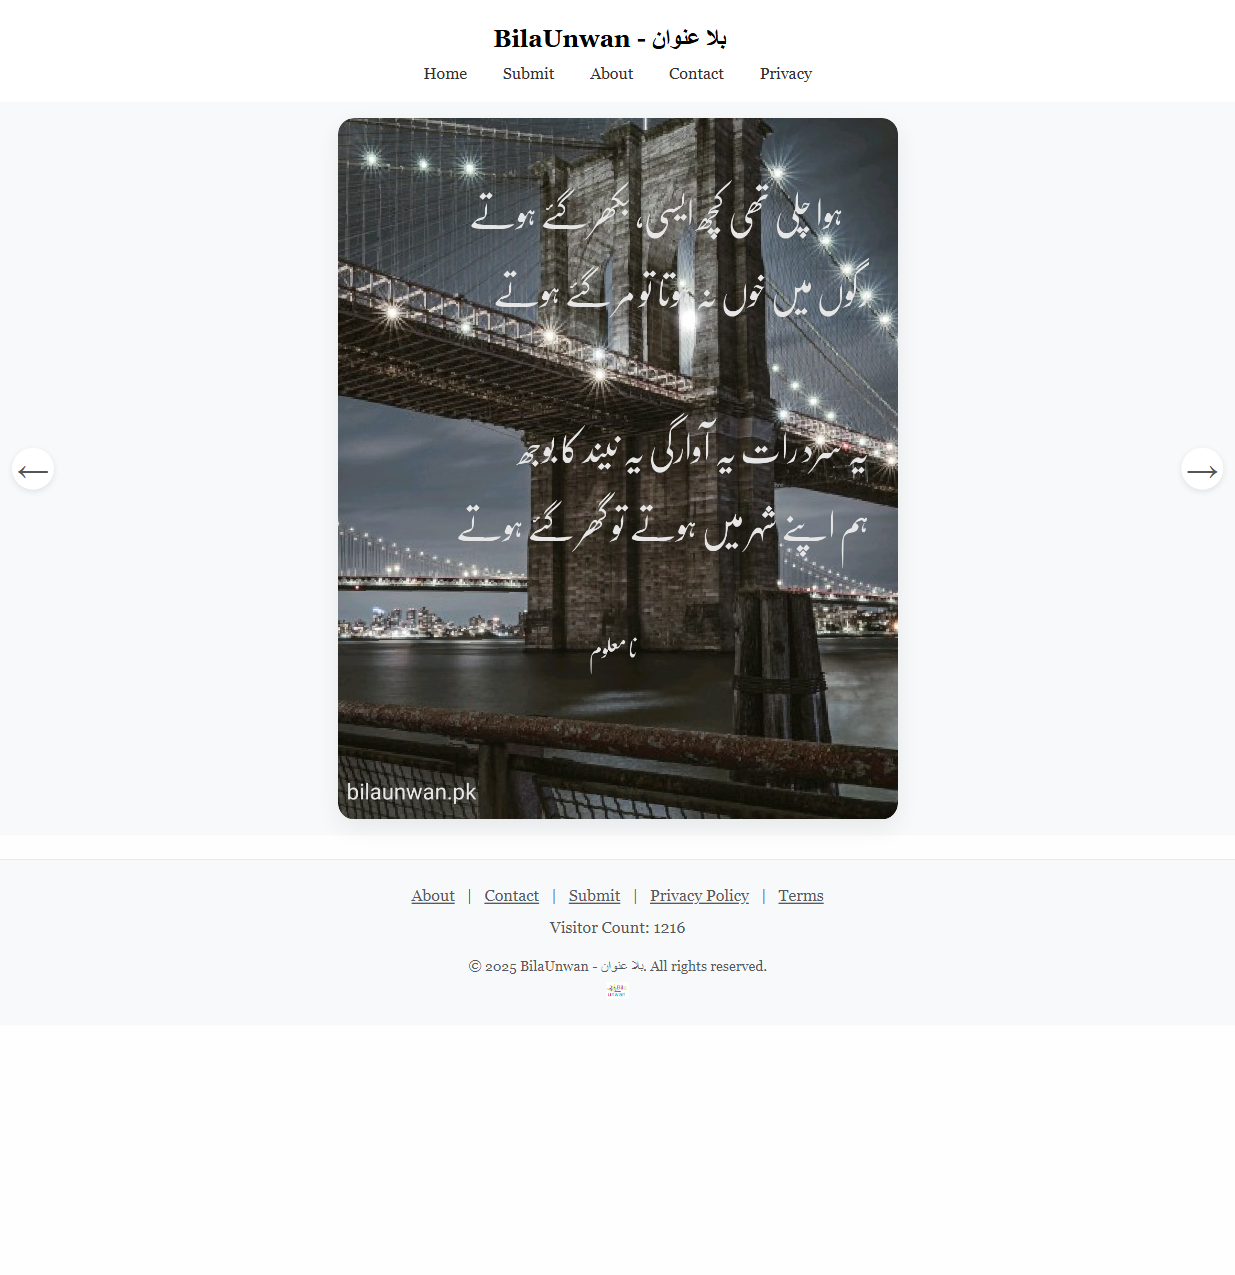 BilaUnwan - بلا عنوان
Home Submit About Contact Privacy
ہوا چلی تھی کچھ ایسی، بکھر گئے ہوتے
رگوں میں خوں نہ ہوتا تو مر گئے ہوتے
یہ سرد رات یہ آوارگی یہ نیند کا بوجھ
ہم اپنے شہر میں ہوتے تو گھر گئے ہوتے
نا معلوم
bilaunwan.pk
About | Contact | Submit | Privacy Policy | Terms
Visitor Count: 1216
© 2025 BilaUnwan - بلا عنوان. All rights reserved.